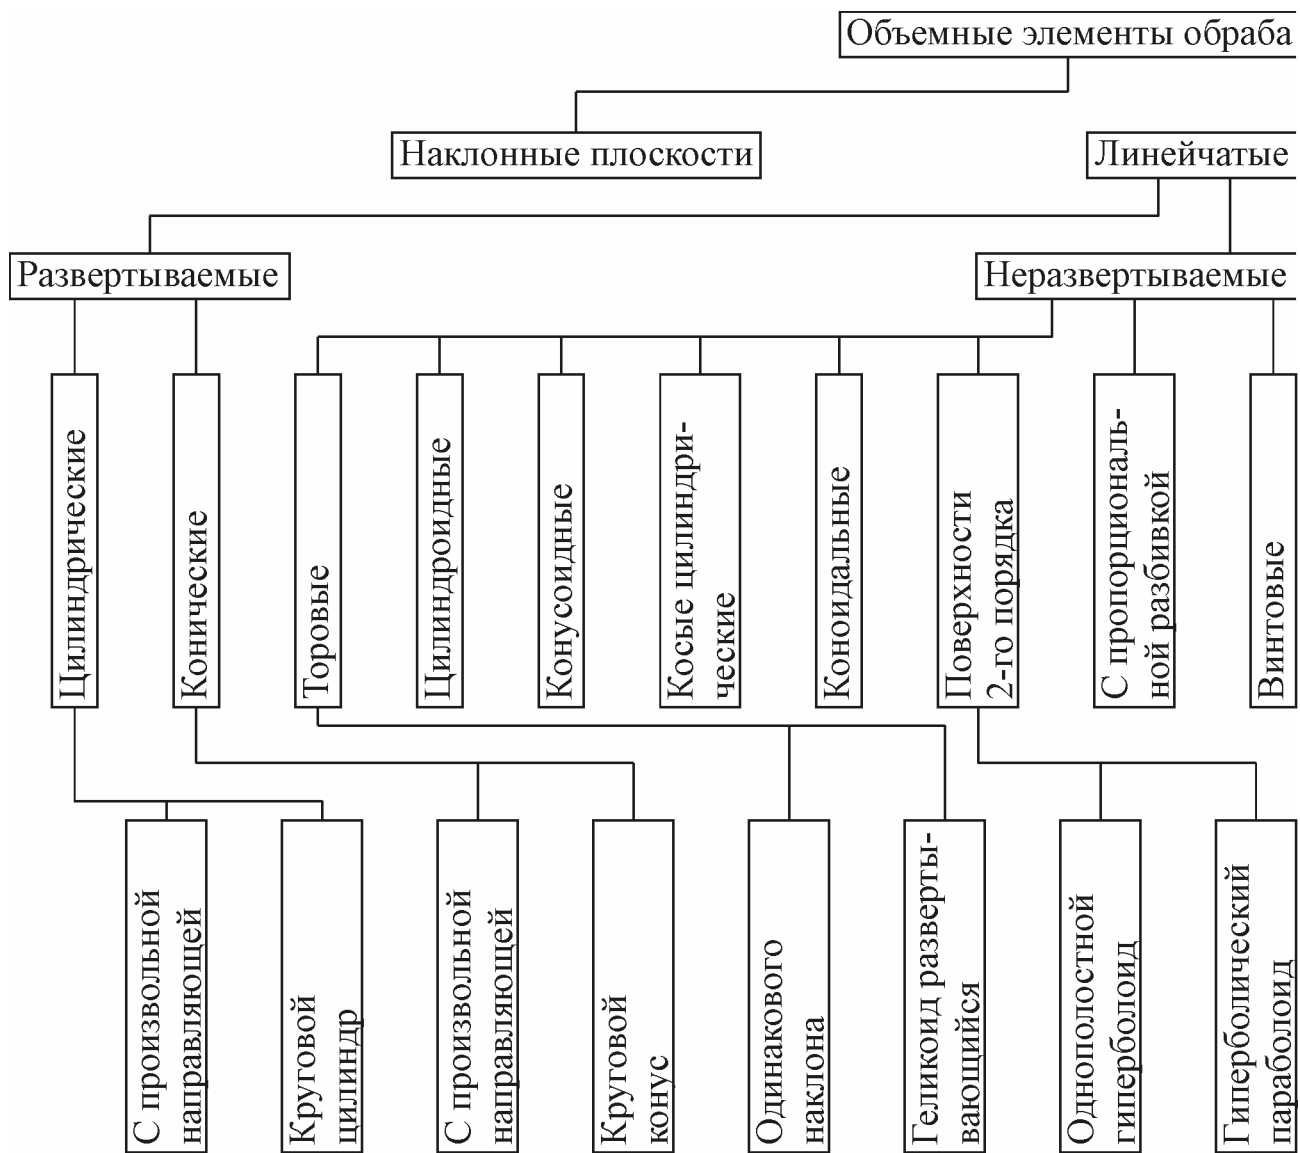 Объемные элементы обраба
Наклонные плоскости
Линейчатые
Развертываемые
Неразвертываемые
Цилиндрические
Конические
Торовые
Цилиндроидные
Конусоидные
Косые цилиндри-
ческие
Коноидальные
Поверхности
2-го порядка
С пропорциональ-
ной разбивкой
Винтовые
С произвольной
направляющей
Круговой
цилиндр
С произвольной
направляющей
Круговой
конус
Одинакового
наклона
Геликоид разверты-
вающийся
Однополостной
гиперболоид
Гиперболический
параболоид